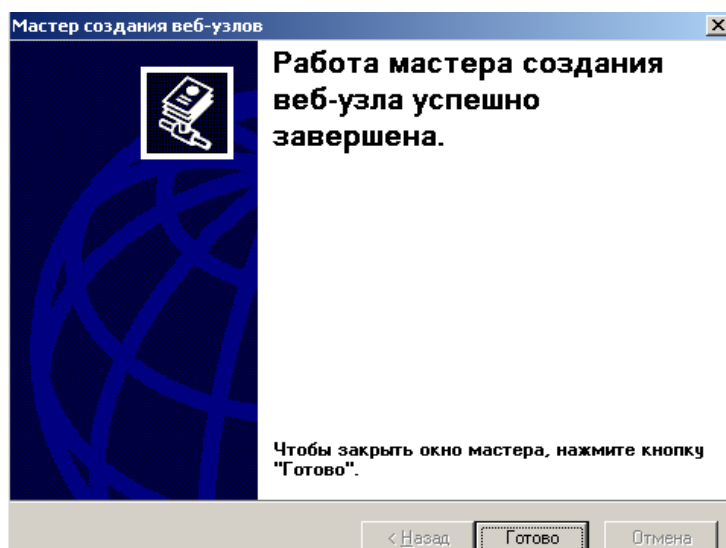 Мастер создания веб-узлов
Работа мастера создания
веб-узла успешно
завершена.
Чтобы закрыть окно мастера, нажмите кнопку
"Готово".
< Назад
Готово
Отмена